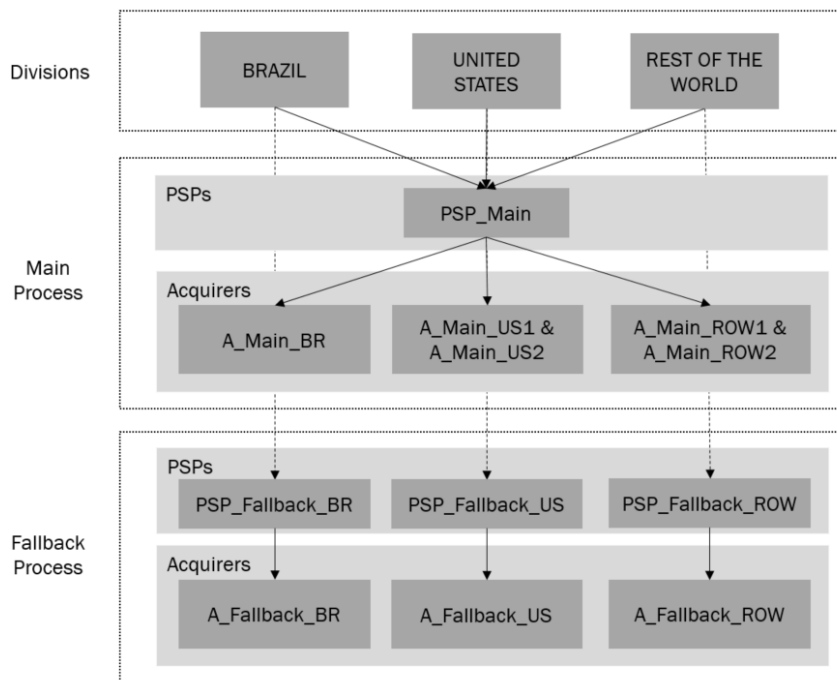 Divisions
BRAZIL
UNITED
STATES
REST OF THE
WORLD
Main
Process
PSPs
PSP_Main
Acquirers
A_Main_BR
A_Main_US1 &
A_Main_US2
A_Main_ROW1 &
A_Main_ROW2
Fallback
Process
PSPs
PSP_Fallback_BR
PSP_Fallback_US
PSP_Fallback_ROW
Acquirers
A_Fallback_BR
A_Fallback_US
A_Fallback_ROW